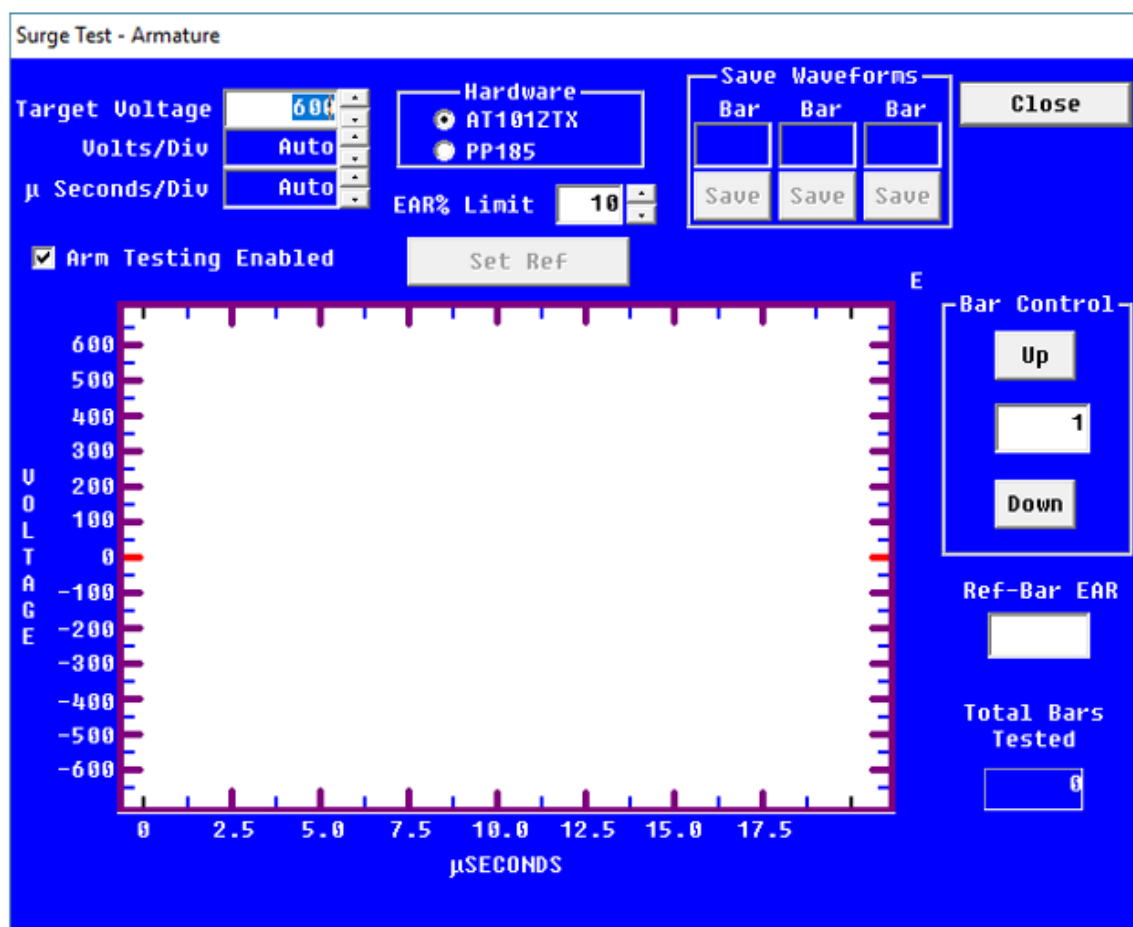 Surge Test - Armature
Target Voltage 600
Volts/Div Auto
µ Seconds/Div Auto
Hardware
AT101ZTX
PP185
EAR% Limit 10
Save Waveforms
Bar Bar Bar
Save Save Save
Close
Arm Testing Enabled
Set Ref
E
Bar Control
Up
1
Down
Ref-Bar EAR
Total Bars
Tested
0
VOLTAGE
600
500
400
300
200
100
0
-100
-200
-300
-400
-500
-600
0 2.5 5.0 7.5 10.0 12.5 15.0 17.5
µSECONDS